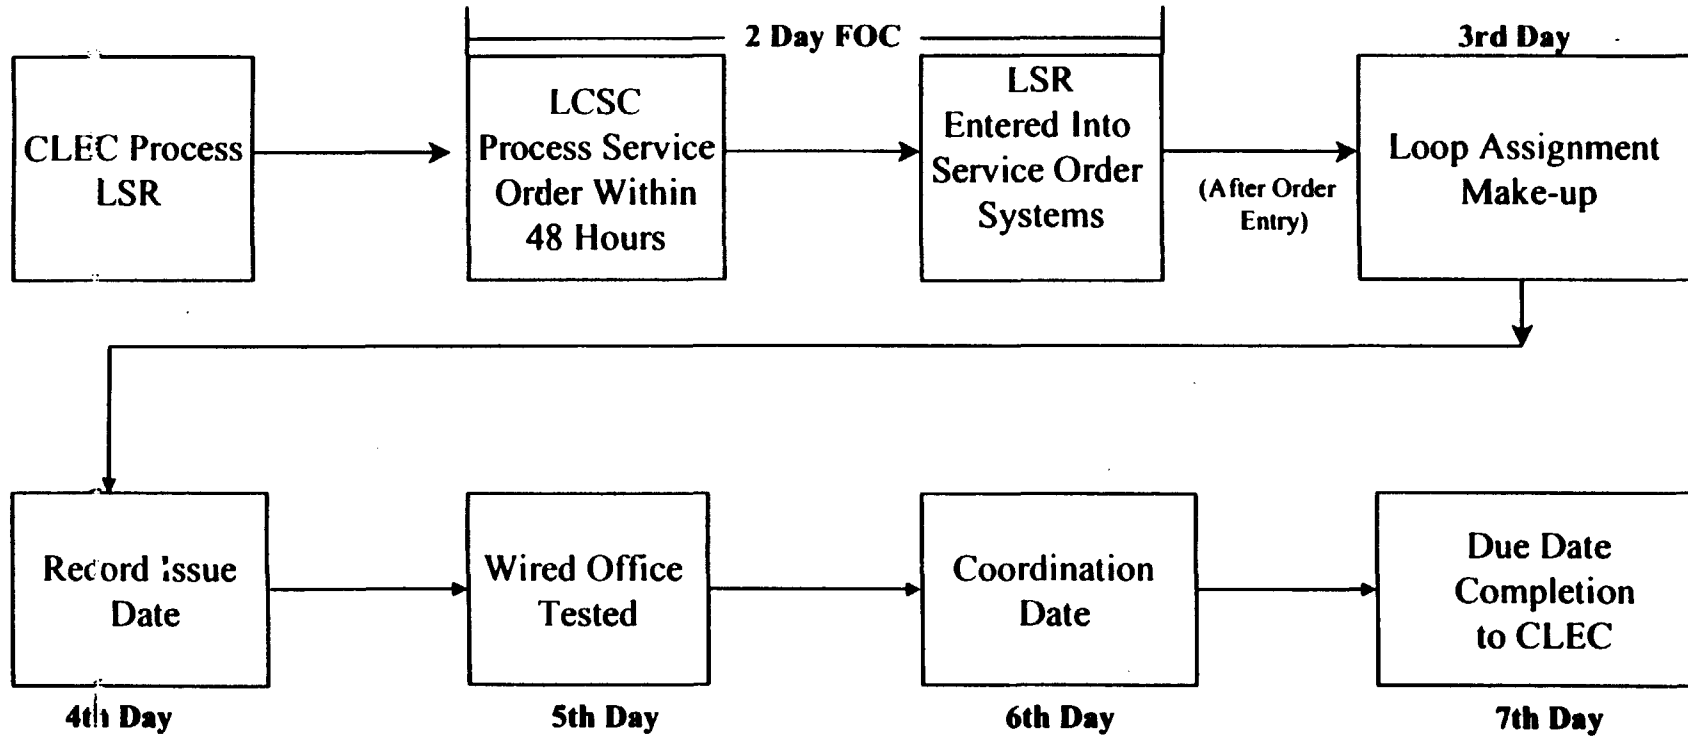 2 Day FOC
3rd Day
CLEC Process
LSR
LCSC
Process Service
Order Within
48 Hours
LSR
Entered Into
Service Order
Systems
(After Order
Entry)
Loop Assignment
Make-up
Record Issue
Date
4th Day
Wired Office
Tested
5th Day
Coordination
Date
6th Day
Due Date
Completion
to CLEC
7th Day